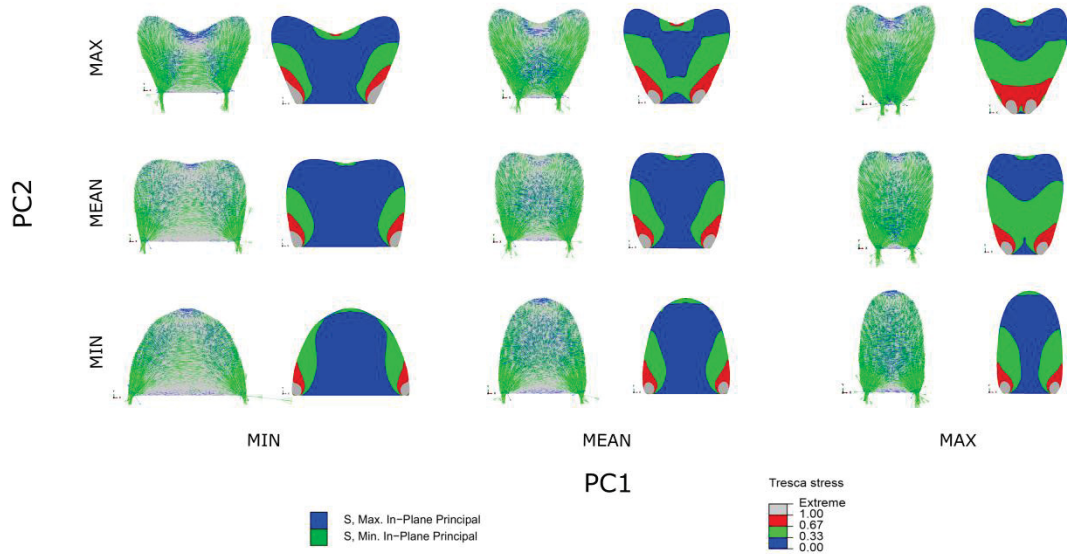 MAX
PC2
MEAN
MIN
MIN
MEAN
MAX
PC1
S, Max. In-Plane Principal
S, Min. In-Plane Principal
Tresca stress
Extreme
1.00
0.67
0.33
0.00